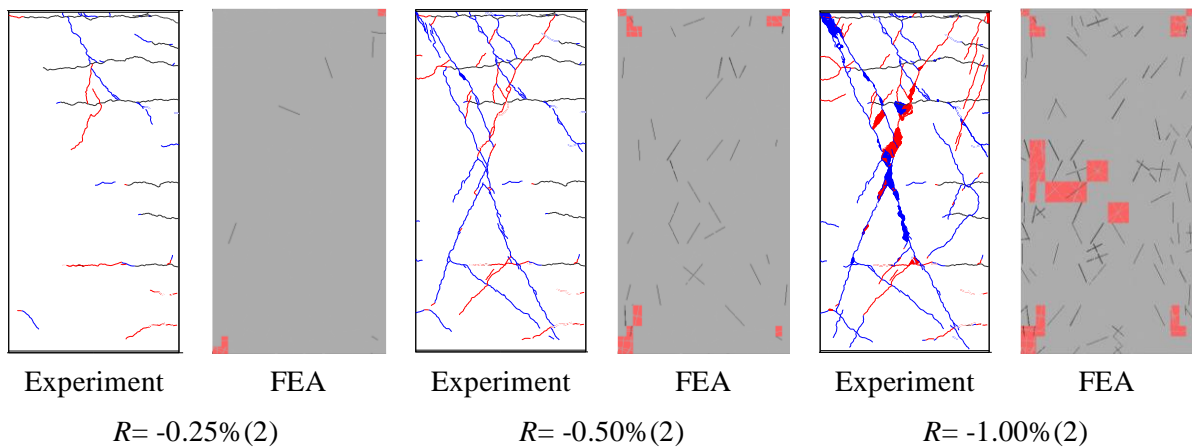 Experiment FEA Experiment FEA Experiment FEA
R= -0.25%(2) R= -0.50%(2) R= -1.00%(2)